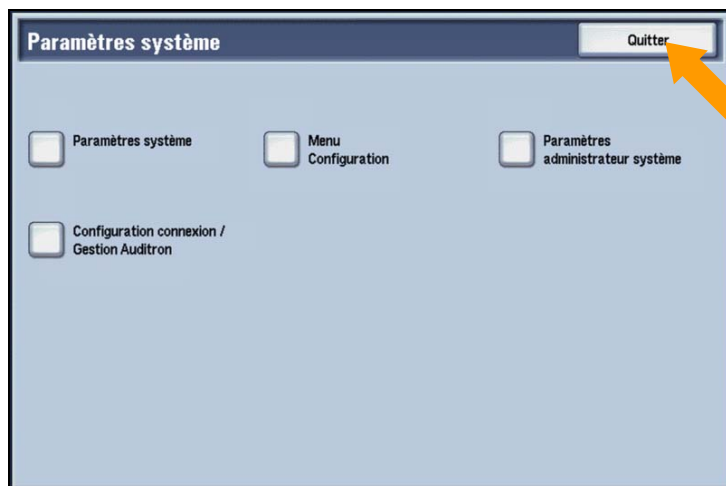 Paramètres système
Quitter
Paramètres système
Menu
Configuration
Paramètres
administrateur système
Configuration connexion /
Gestion Auditron